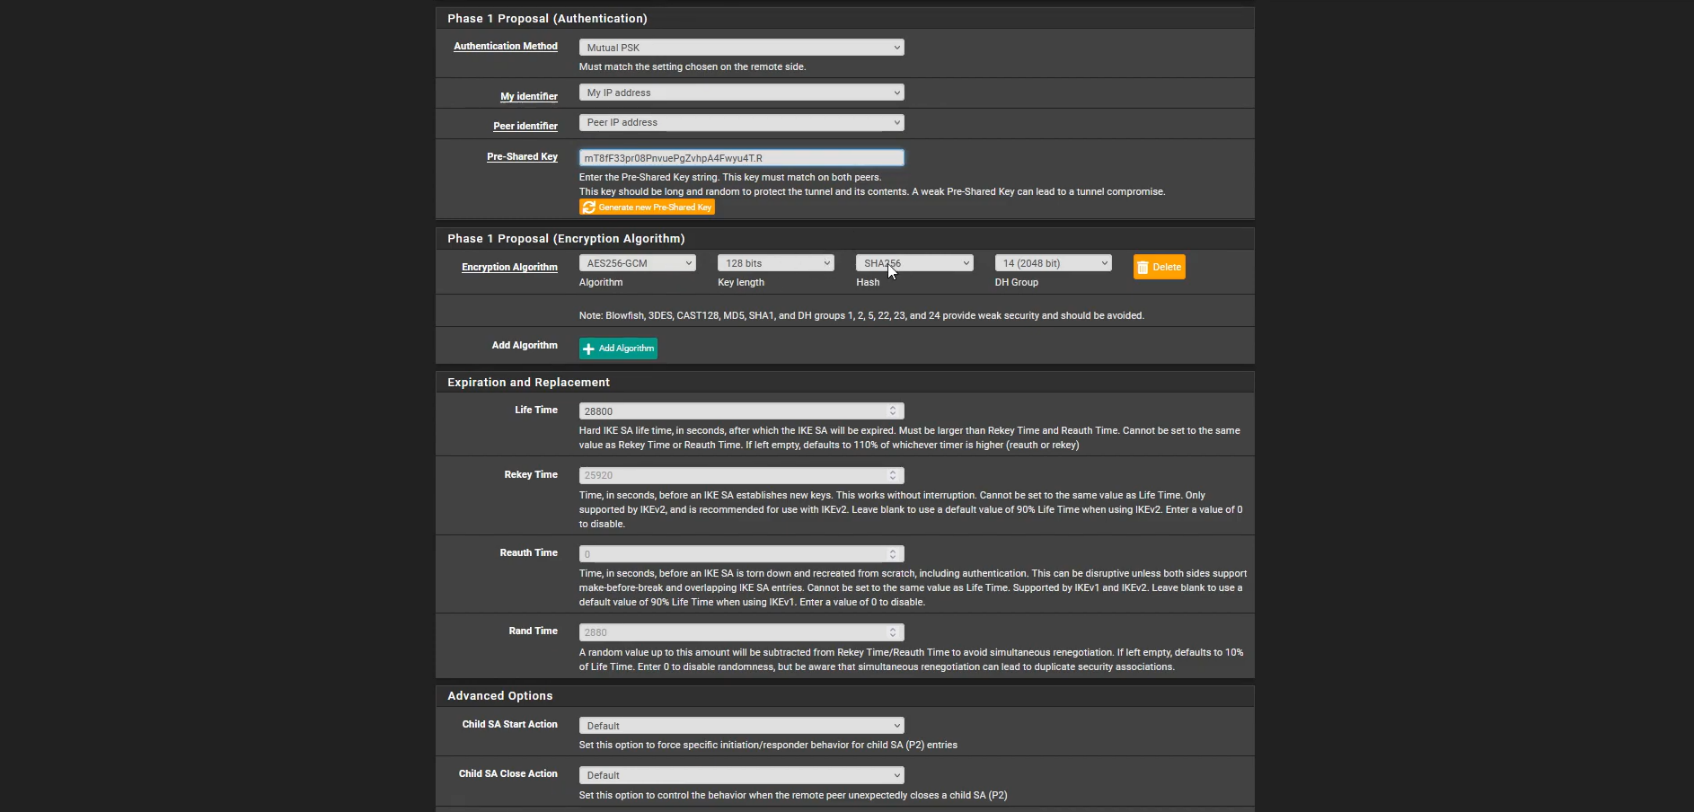 Phase 1 Proposal (Authentication)
Authentication Method
Mutual PSK
Must match the setting chosen on the remote side.
My identifier
My IP address
Peer identifier
Peer IP address
Pre-Shared Key
mT8fF33pr08PnvuePgZvhpA4Fwyu4T.R
Enter the Pre-Shared Key string. This key must match on both peers.
This key should be long and random to protect the tunnel and its contents. A weak Pre-Shared Key can lead to a tunnel compromise.
Generate new Pre-Shared Key
Phase 1 Proposal (Encryption Algorithm)
Encryption Algorithm
AES256-GCM 128 bits SHA256 14 (2048 bit) Delete
Algorithm Key length Hash DH Group
Note: Blowfish, 3DES, CAST128, MD5, SHA1, and DH groups 1, 2, 5, 22, 23, and 24 provide weak security and should be avoided.
Add Algorithm
Add Algorithm
Expiration and Replacement
Life Time
28800
Hard IKE SA life time, in seconds, after which the IKE SA will be expired. Must be larger than Rekey Time and Reauth Time. Cannot be set to the same
value as Rekey Time or Reauth Time. If left empty, defaults to 110% of whichever timer is higher (reauth or rekey)
Rekey Time
25920
Time, in seconds, before an IKE SA establishes new keys. This works without interruption. Cannot be set to the same value as Life Time. Only
supported by IKEv2, and is recommended for use with IKEv2. Leave blank to use a default value of 90% Life Time when using IKEv2. Enter a value of 0
to disable.
Reauth Time
0
Time, in seconds, before an IKE SA is torn down and recreated from scratch, including authentication. This can be disruptive unless both sides support
make-before-break and overlapping IKE SA entries. Cannot be set to the same value as Life Time. Supported by IKEv1 and IKEv2. Leave blank to use a
default value of 90% Life Time when using IKEv1. Enter a value of 0 to disable.
Rand Time
2880
A random value up to this amount will be subtracted from Rekey Time/Reauth Time to avoid simultaneous renegotiation. If left empty, defaults to 10%
of Life Time. Enter 0 to disable randomness, but be aware that simultaneous renegotiation can lead to duplicate security associations.
Advanced Options
Child SA Start Action
Default
Set this option to force specific initiation/responder behavior for child SA (P2) entries
Child SA Close Action
Default
Set this option to control the behavior when the remote peer unexpectedly closes a child SA (P2)